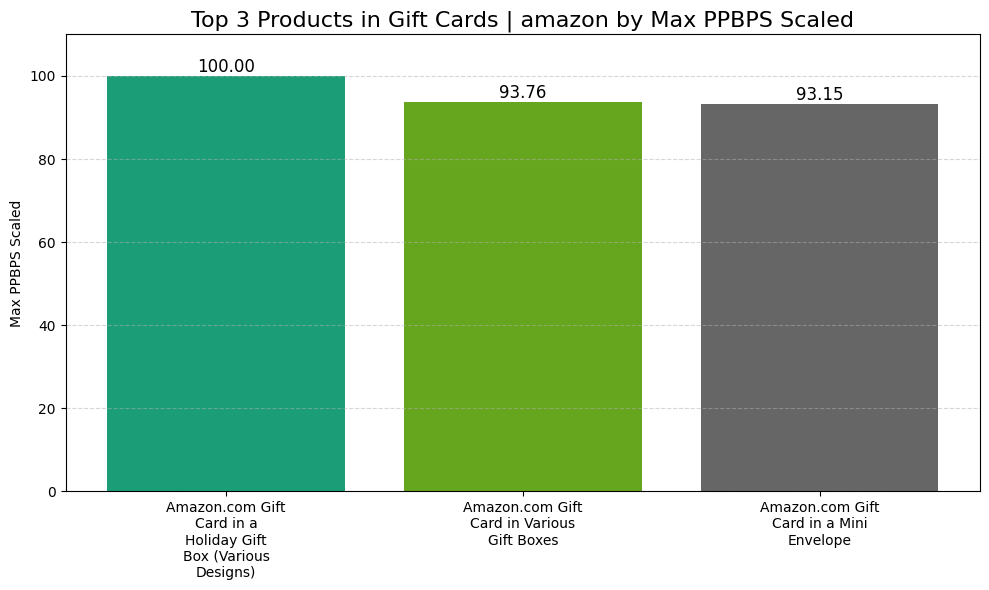 Top 3 Products in Gift Cards | amazon by Max PPBPS Scaled
Max PPBPS Scaled
100
80
60
40
20
0
100.00
93.76
93.15
Amazon.com Gift
Card in a
Holiday Gift
Box (Various
Designs)
Amazon.com Gift
Card in Various
Gift Boxes
Amazon.com Gift
Card in a Mini
Envelope